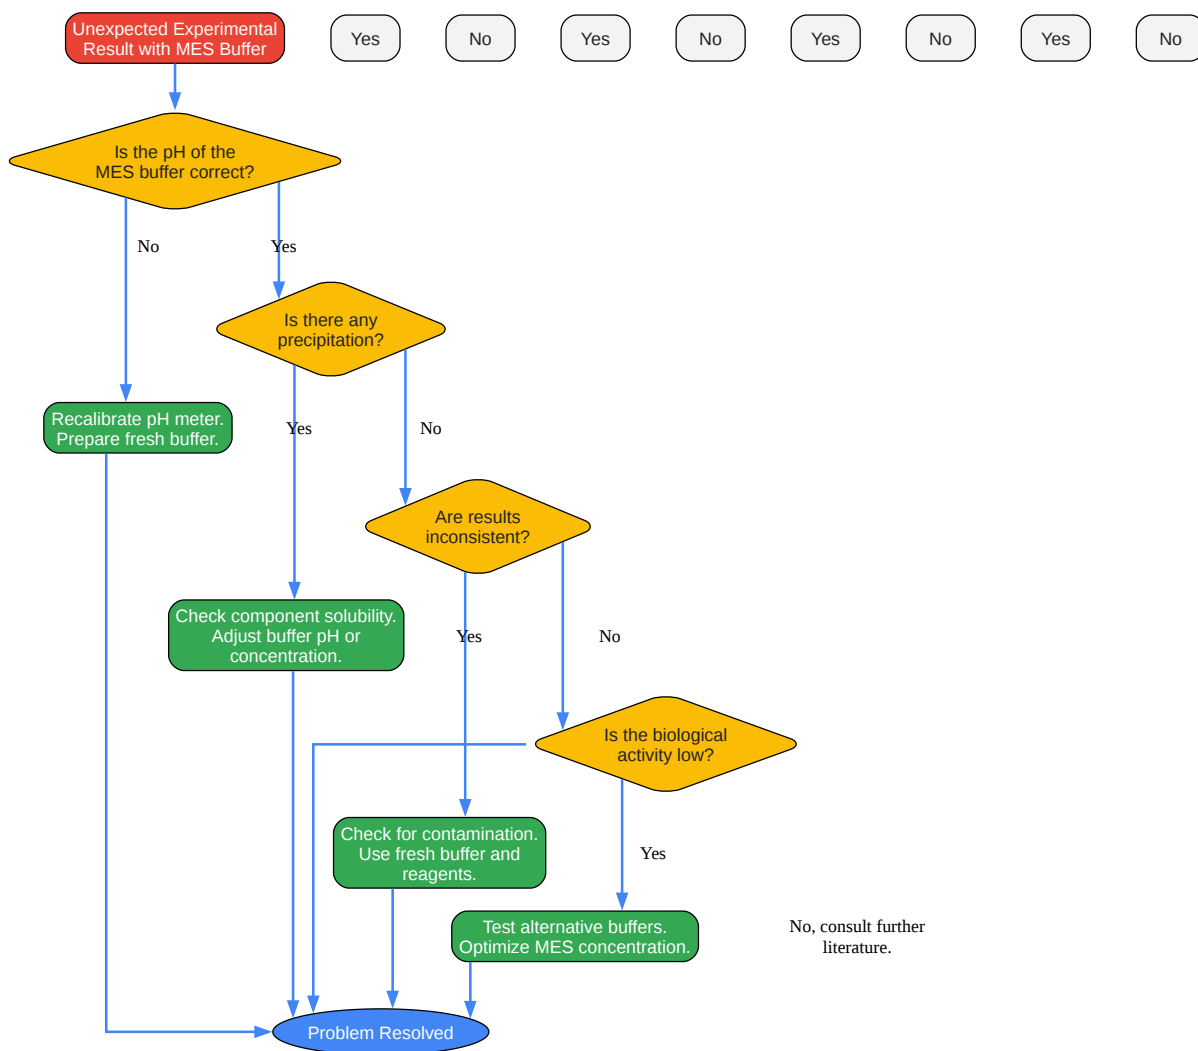 Unexpected Experimental
Result with MES Buffer
Yes
No
Yes
No
Yes
No
Yes
No
Is the pH of the
MES buffer correct?
No
Yes
Is there any
precipitation?
Recalibrate pH meter.
Prepare fresh buffer.
Yes
No
Are results
inconsistent?
Check component solubility.
Adjust buffer pH or
concentration.
Yes
No
Is the biological
activity low?
Check for contamination.
Use fresh buffer and
reagents.
Yes
Test alternative buffers.
Optimize MES concentration.
No, consult further
literature.
Problem Resolved